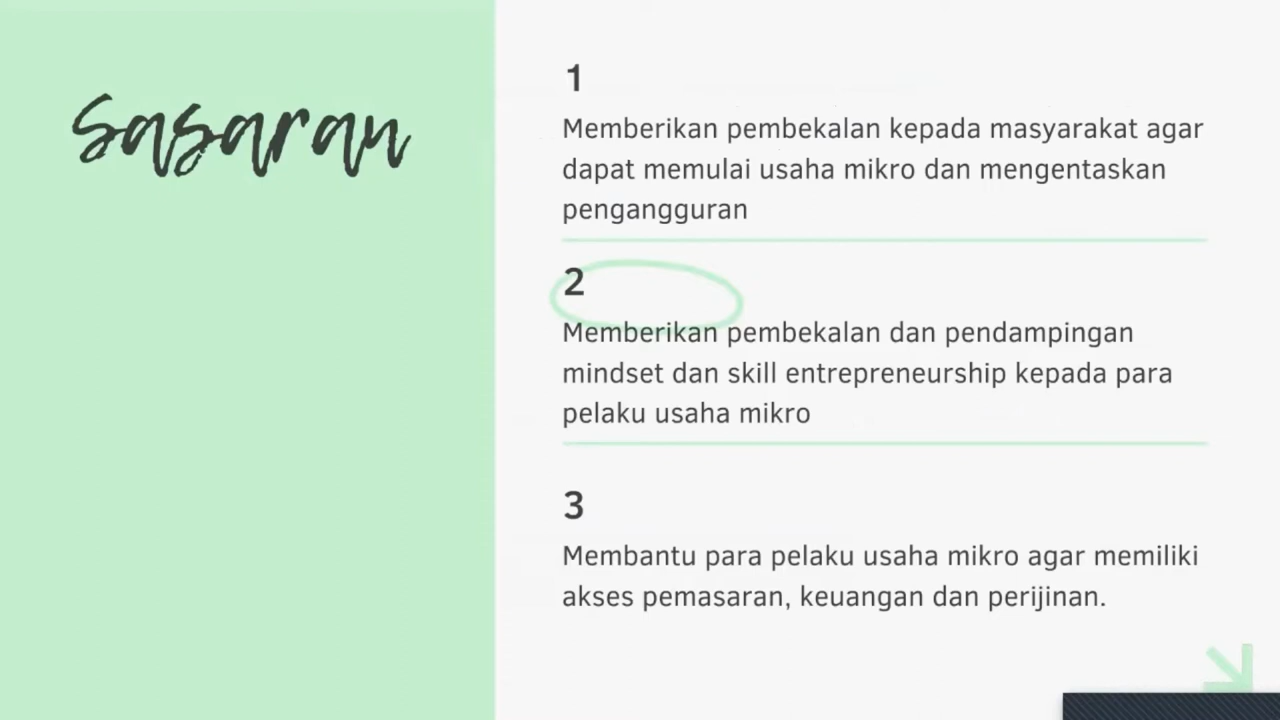 sasaran
1
Memberikan pembekalan kepada masyarakat agar
dapat memulai usaha mikro dan mengentaskan
pengangguran
2
Memberikan pembekalan dan pendampingan
mindset dan skill entrepreneurship kepada para
pelaku usaha mikro
3
Membantu para pelaku usaha mikro agar memiliki
akses pemasaran, keuangan dan perijinan.